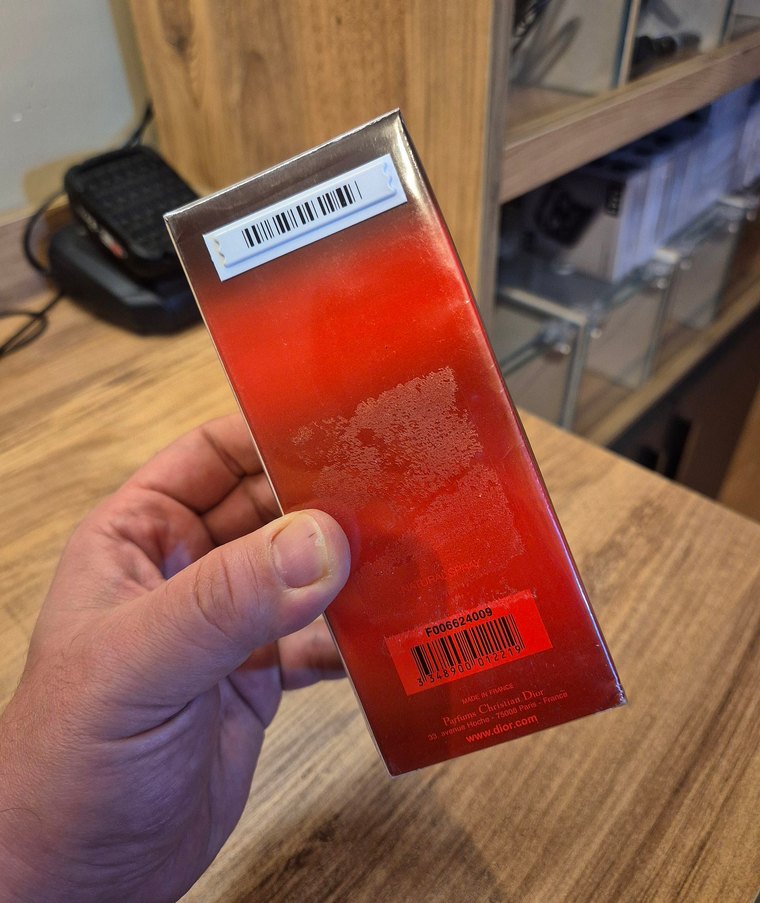 F006624009
3 348900 012219
MADE IN FRANCE
Parfums Christian Dior
33, avenue Hoche - 75008 Paris - France
www.dior.com